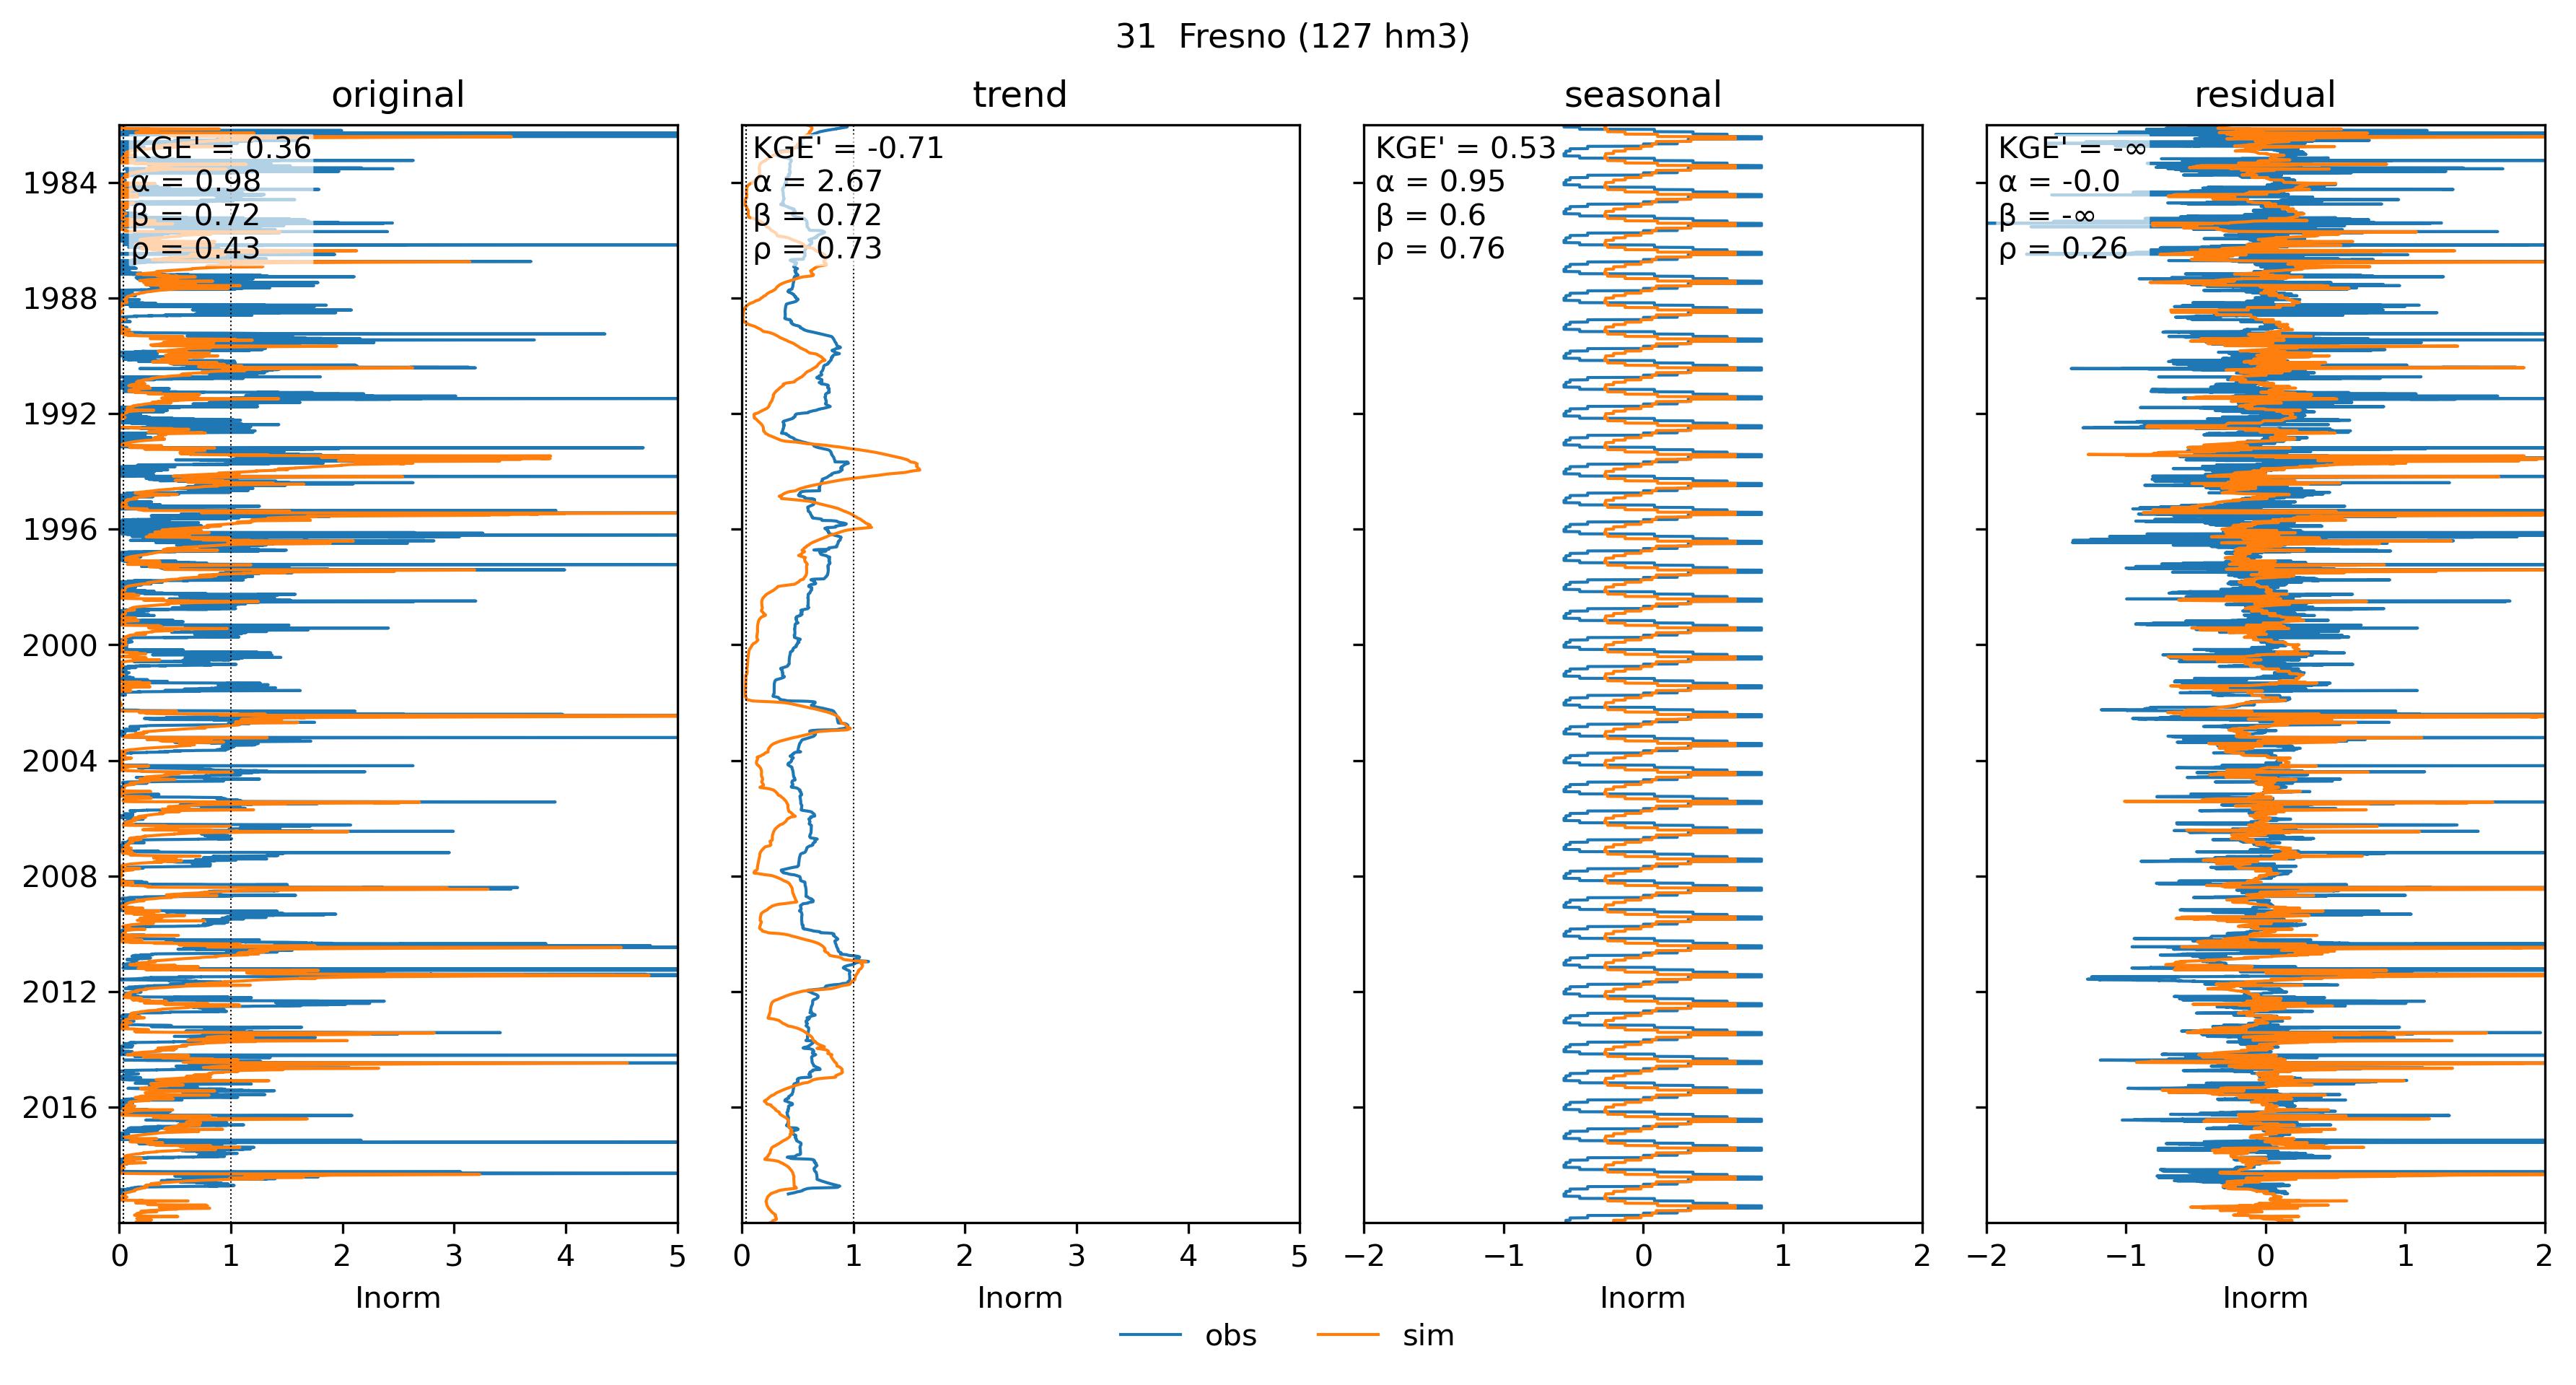 31  Fresno (127 hm3)
original
trend
seasonal
residual
KGE' = 0.36
α = 0.98
β = 0.72
ρ = 0.43
KGE' = -0.71
α = 2.67
β = 0.72
ρ = 0.73
KGE' = 0.53
α = 0.95
β = 0.6
ρ = 0.76
KGE' = -∞
α = -0.0
β = -∞
ρ = 0.26
1984
1988
1992
1996
2000
2004
2008
2012
2016
0 1 2 3 4 5
0 1 2 3 4 5
−2 −1 0 1 2
−2 −1 0 1 2
Inorm
Inorm
Inorm
Inorm
obs
sim